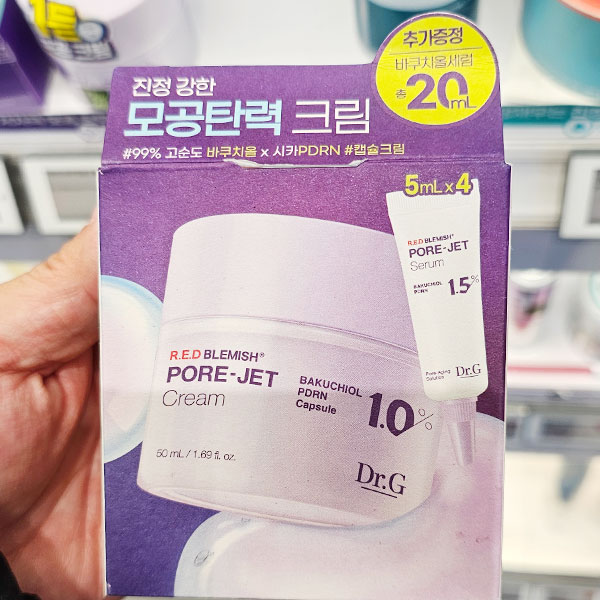 추가증정
바쿠치올세럼
총 20mL
진정 강한
모공탄력 크림
#99% 고순도 바쿠치올 x 시카PDRN #캡슐크림
5mL x 4
R.E.D BLEMISH®
PORE-JET
Serum
BAKUCHIOL
PDRN 1.5%
Pore Aging
Solution Dr.G
R.E.D BLEMISH®
PORE-JET
Cream
BAKUCHIOL
PDRN
Capsule 1.0%
50 mL / 1.69 fl. oz.
Dr.G